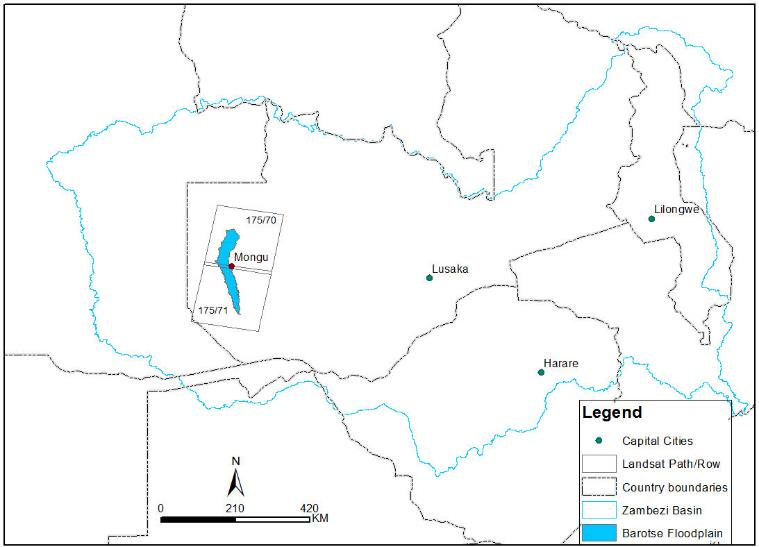 175/70
Lilongwe
Mongu
Lusaka
175/71
Harare
Legend
Capital Cities
Landsat Path/Row
Country boundaries
Zambezi Basin
Barotse Floodplain
N
0 210 420
KM